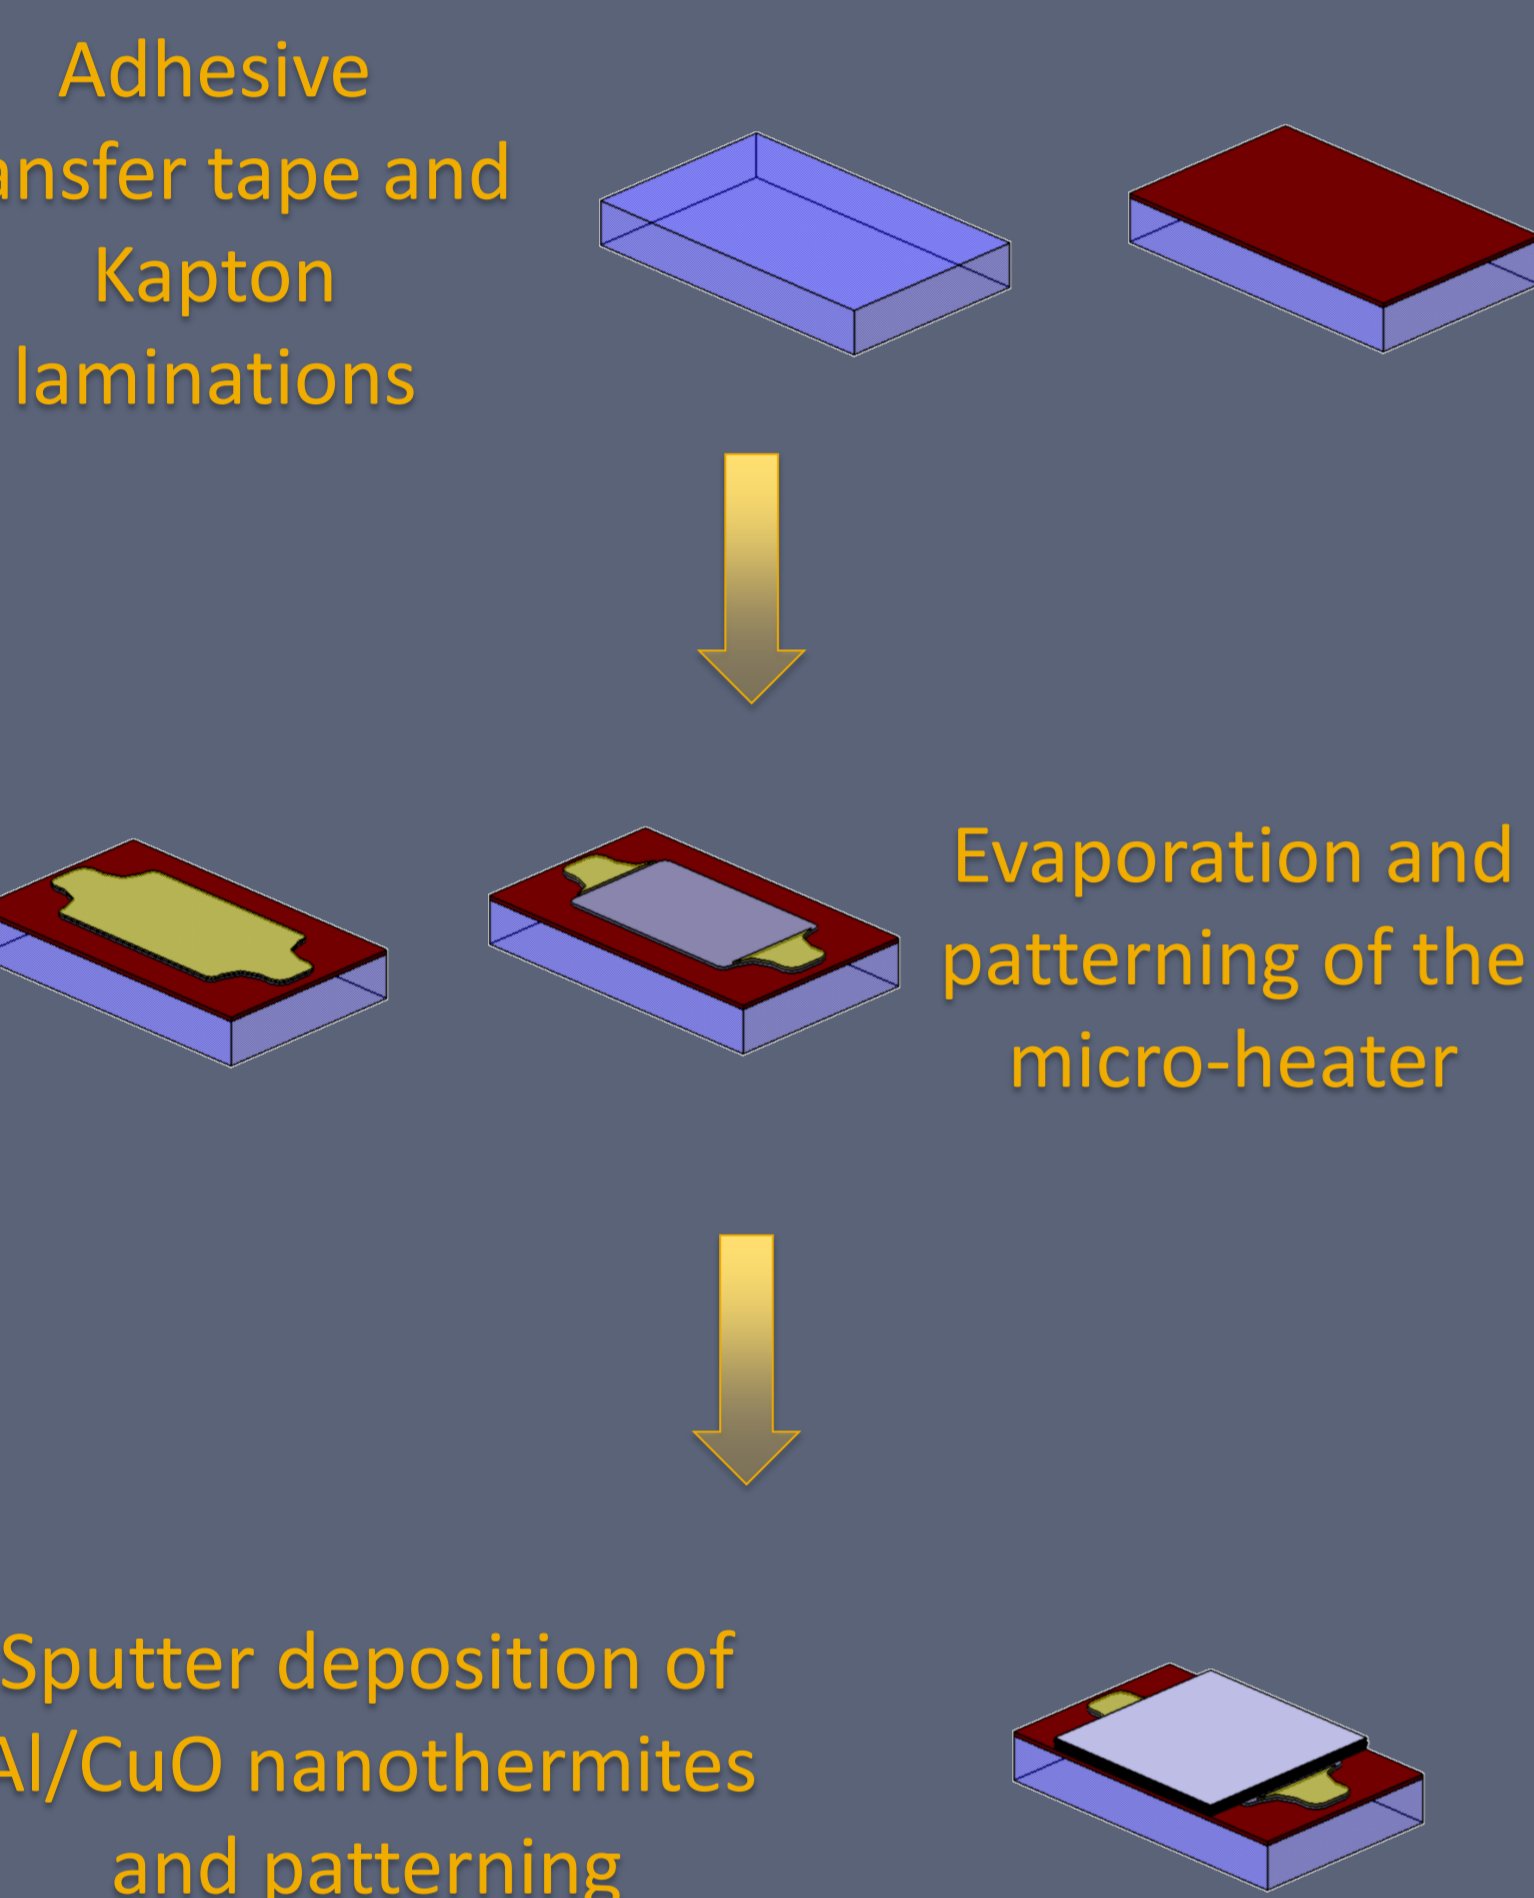 Adhesive
ansfer tape and
Kapton
laminations
Evaporation and
patterning of the
micro-heater
Sputter deposition of
Al/CuO nanothermites
and patterning